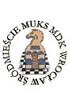 ŚRÓDMIEŚCIE MUKS MDK WROCŁAW